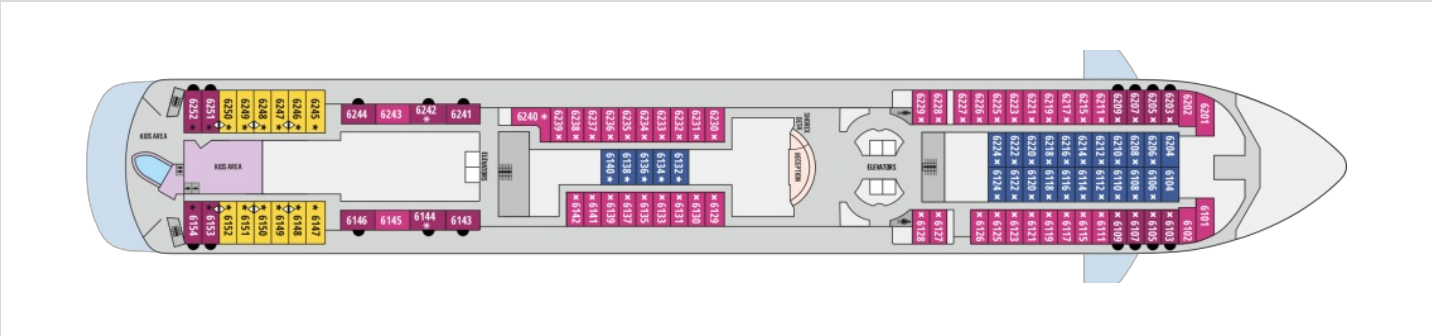 6252 6251 6250 6249 6248 6247 6246 6245
6244 6243 6242 6241
6240 6239 6238 6237 6236 6235 6234 6233 6232 6231 6230
6229 6228 6227 6226 6225 6223 6221 6219 6217 6215 6211 6209 6207 6205 6203 6202 6201
KIDS AREA
KIDS AREA
ELEVATORS
SHOREX DESK
RECEPTION
ELEVATORS
6140 6138 6136 6134 6132
6224 6222 6220 6218 6216 6214 6212 6210 6208 6206 6204
6124 6122 6120 6118 6116 6114 6112 6110 6108 6106 6104
6154 6153 6152 6151 6150 6149 6148 6147
6146 6145 6144 6143
6142 6141 6139 6137 6135 6133 6131 6130 6129
6128 6127 6126 6125 6123 6121 6119 6117 6115 6111 6109 6107 6105 6103 6102 6101